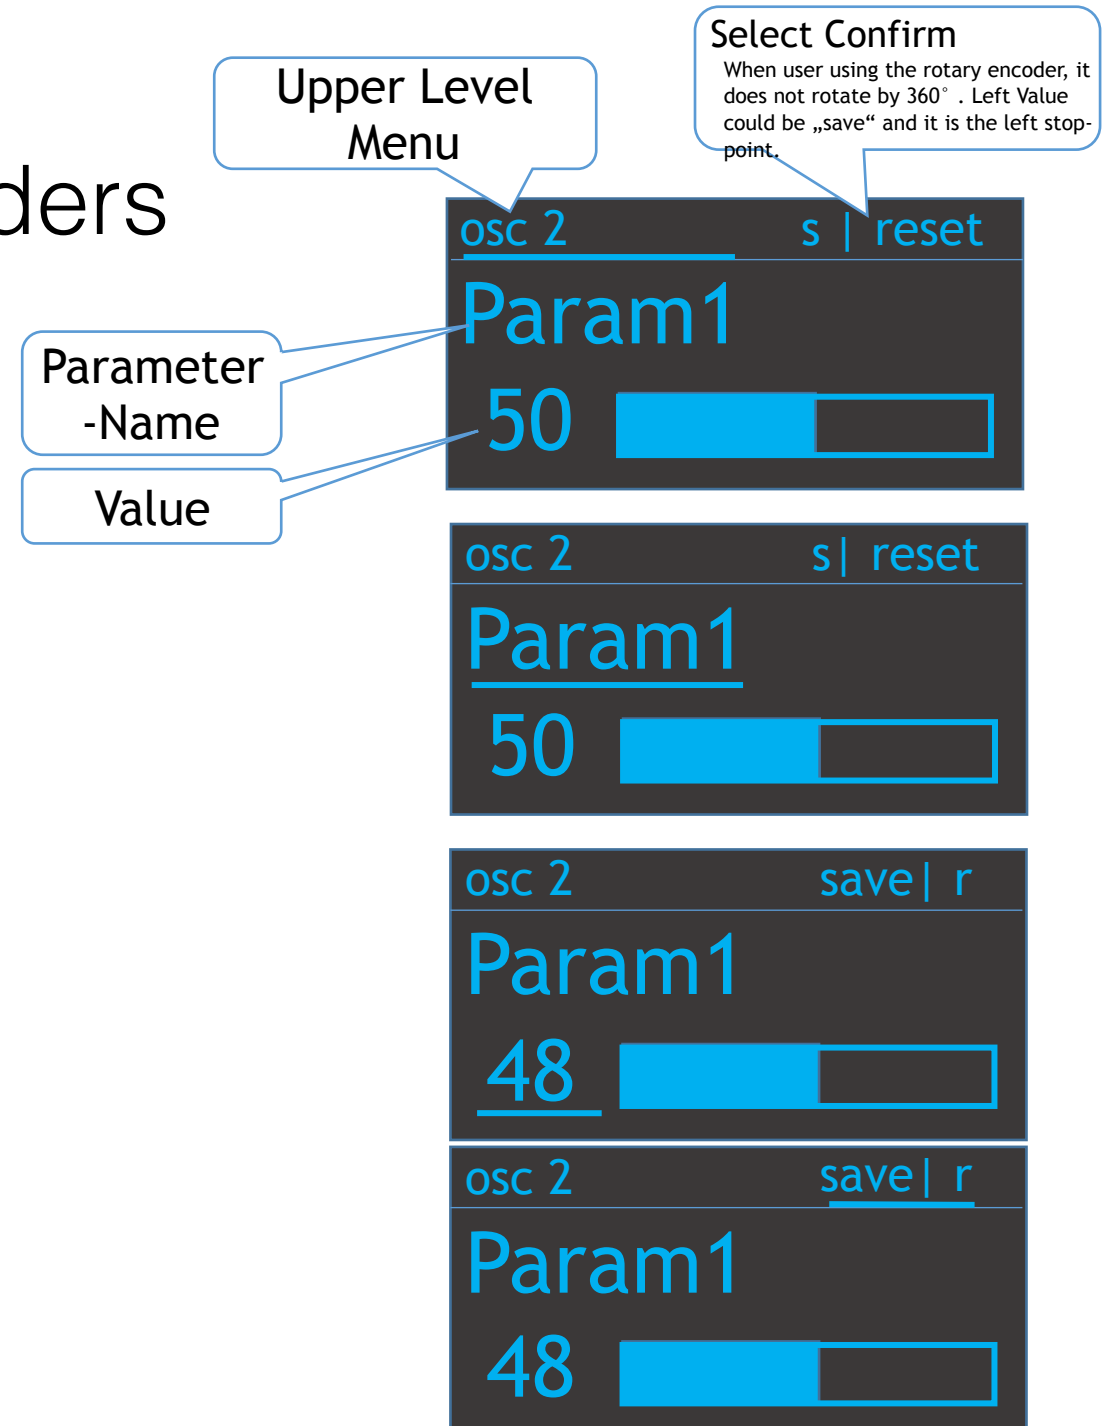 Select Confirm
When user using the rotary encoder, it
does not rotate by 360° . Left Value
could be „save“ and it is the left stop-
point.
Upper Level
Menu
ders
osc 2 s | reset
Param1
50
Parameter
-Name
Value
osc 2 s| reset
Param1
50
osc 2 save| r
Param1
48
osc 2 save| r
Param1
48